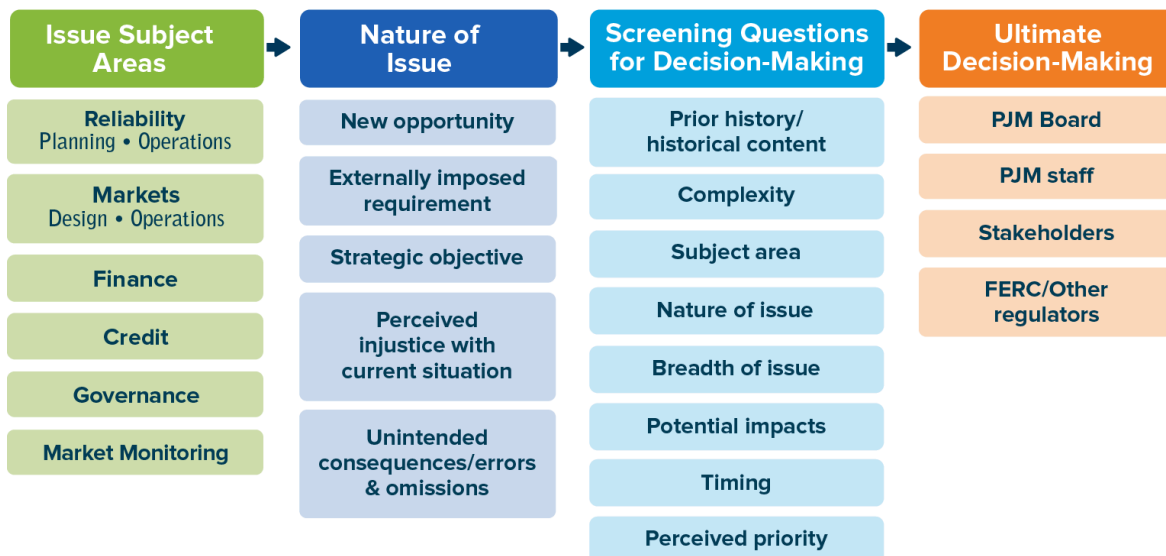 Issue Subject
Areas
Reliability
Planning • Operations
Markets
Design • Operations
Finance
Credit
Governance
Market Monitoring
Nature of
Issue
New opportunity
Externally imposed
requirement
Strategic objective
Perceived
injustice with
current situation
Unintended
consequences/errors
& omissions
Screening Questions
for Decision-Making
Prior history/
historical content
Complexity
Subject area
Nature of issue
Breadth of issue
Potential impacts
Timing
Perceived priority
Ultimate
Decision-Making
PJM Board
PJM staff
Stakeholders
FERC/Other
regulators